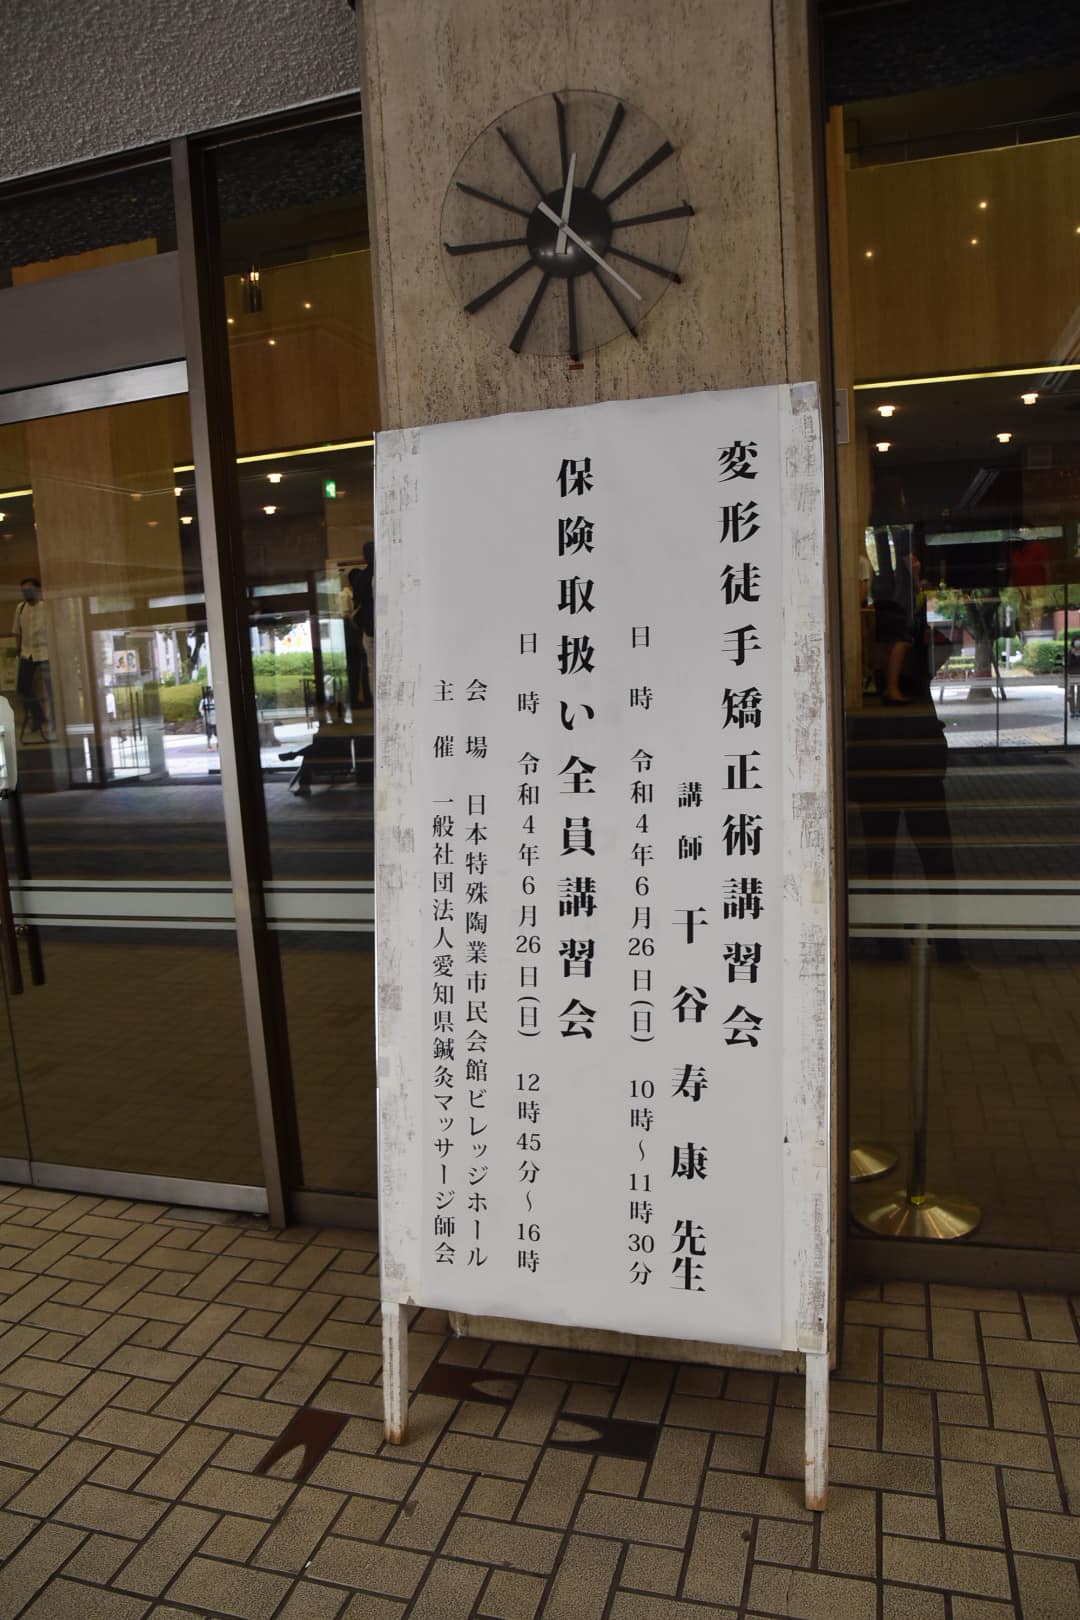 変形徒手矯正術講習会
講師 干谷寿康先生
日時 令和4年6月26日(日) 10時〜11時30分
保険取扱い全員講習会
日時 令和4年6月26日(日) 12時45分〜16時
会場 日本特殊陶業市民会館ビレッジホール
主催 一般社団法人愛知県鍼灸マッサージ師会